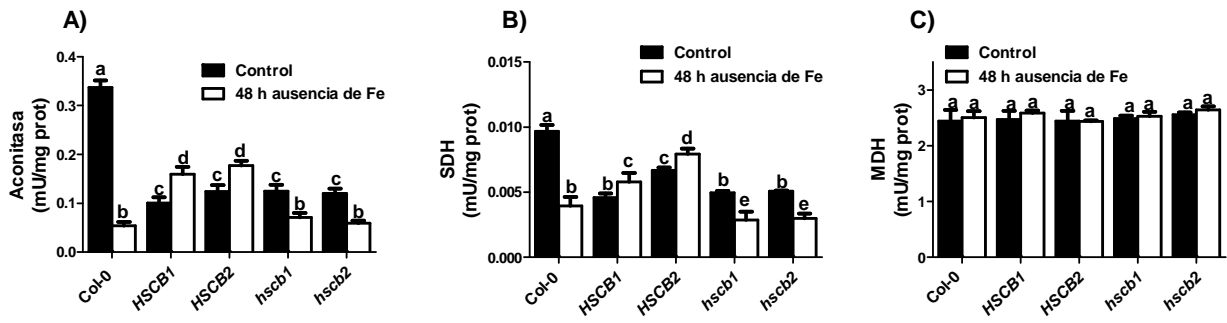 A)
Aconitasa
(mU/mg prot)
0.4
0.3
0.2
0.1
0.0
Control
48 h ausencia de Fe
a
b
c
d
c
d
c
b
c
b
Col-0
HSCB1
HSCB2
hscb1
hscb2
B)
SDH
(mU/mg prot)
0.015
0.010
0.005
0.000
Control
48 h ausencia de Fe
a
b
b
c
c
d
b
e
b
e
Col-0
HSCB1
HSCB2
hscb1
hscb2
C)
MDH
(mU/mg prot)
2
2
1
0
Control
48 h ausencia de Fe
a
a
a
a
a
a
a
a
a
a
Col-0
HSCB1
HSCB2
hscb1
hscb2